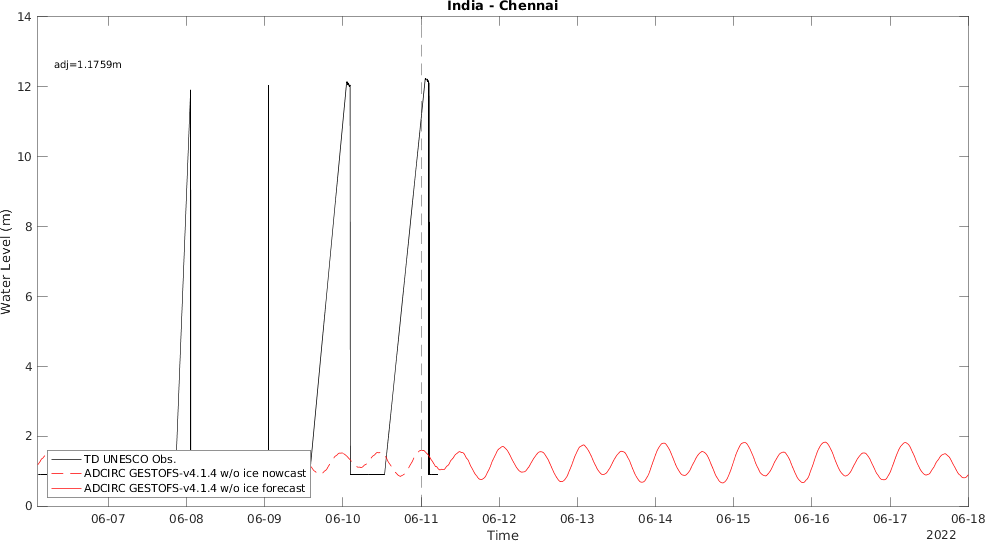 India - Chennai
14
12
10
8
6
4
2
0
Water Level (m)
adj=1.1759m
TD UNESCO Obs.
ADCIRC GESTOFS-v4.1.4 w/o ice nowcast
ADCIRC GESTOFS-v4.1.4 w/o ice forecast
06-07 06-08 06-09 06-10 06-11 06-12 06-13 06-14 06-15 06-16 06-17 06-18
Time
2022